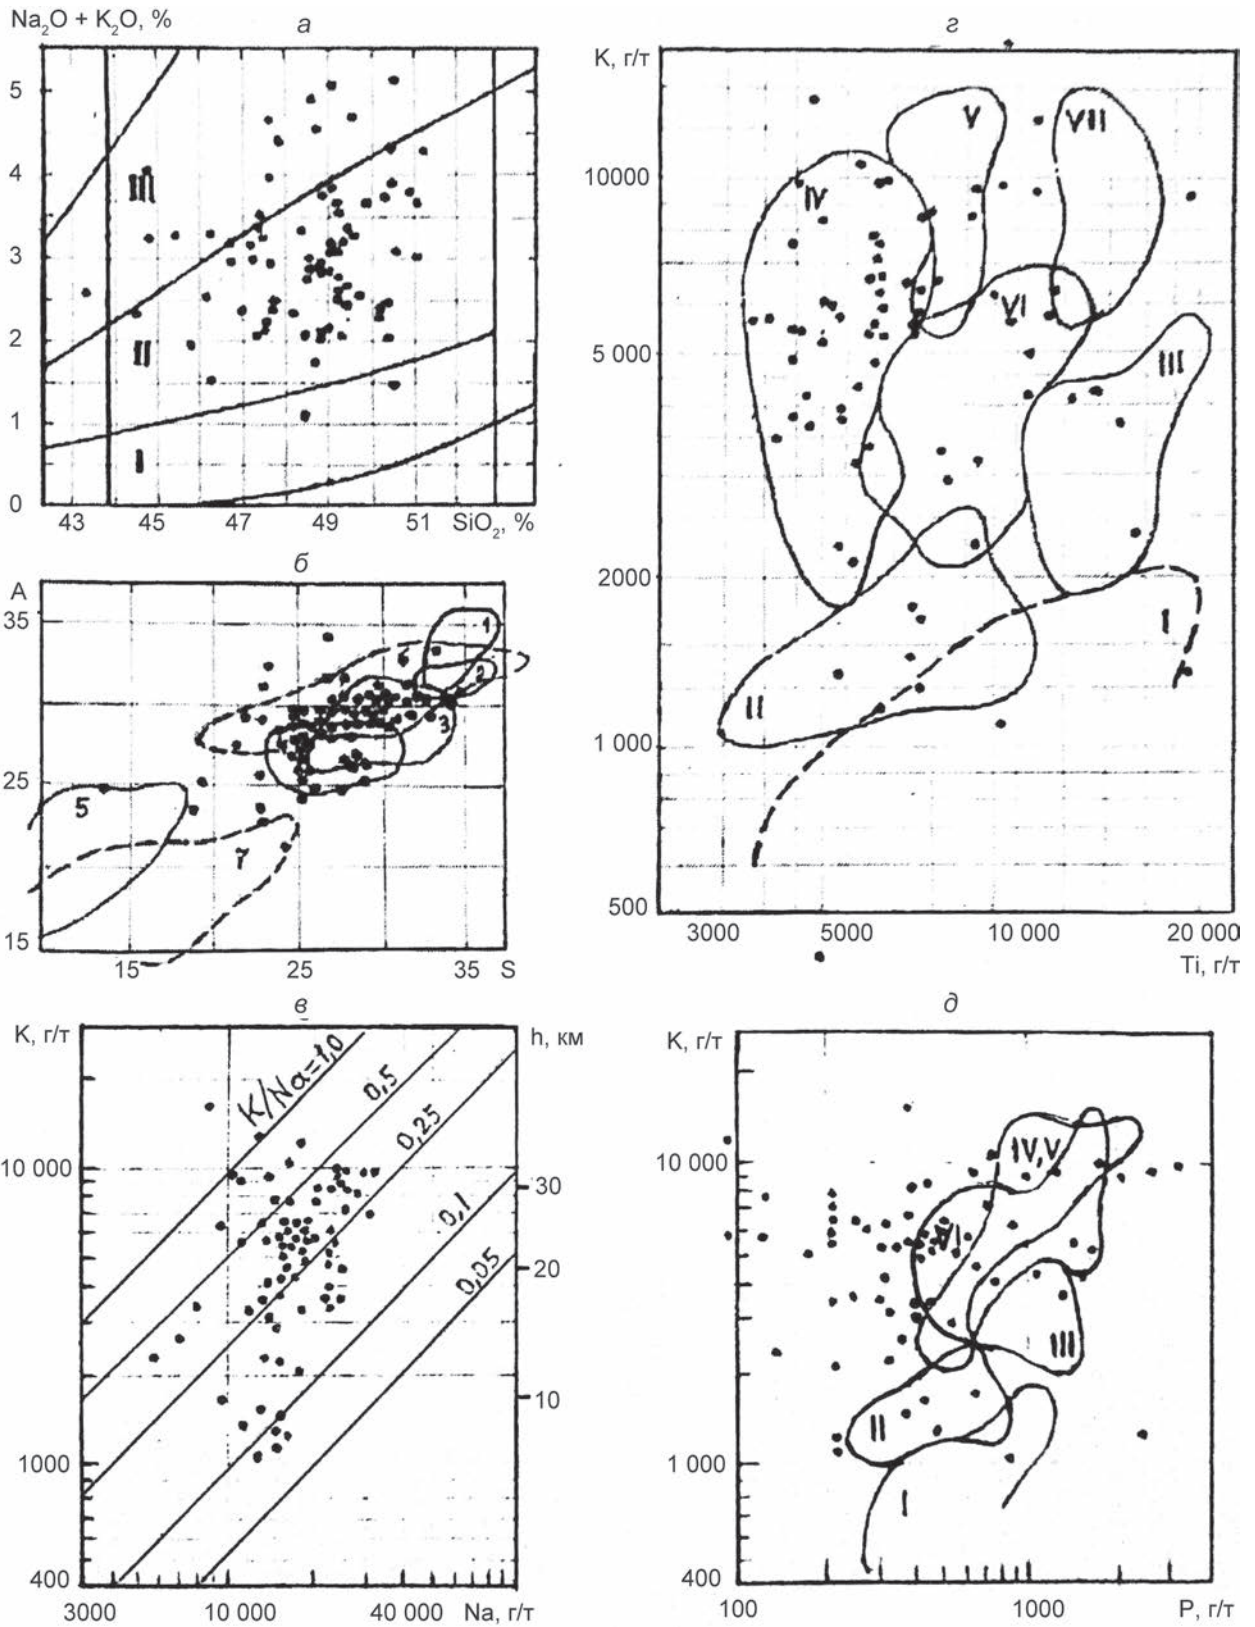 Na₂O + K₂O, %
а
5
4
3
2
1
0
III
II
I
43
45
47
49
51
SiO₂, %
б
A
35
25
15
1
6
2
3
5
7
15
25
35
S
в
K, г/т
h, км
K/Na=1,0
0,5
0,25
0,1
0,05
10 000
1000
400
30
20
10
3000
10 000
40 000
Na, г/т
г
K, г/т
10000
5 000
2000
1 000
500
V
VII
IV
VI
III
I
II
3000
5000
10 000
20 000
Ti, г/т
д
K, г/т
10 000
1 000
400
IV, V
VI
III
II
I
100
1000
P, г/т